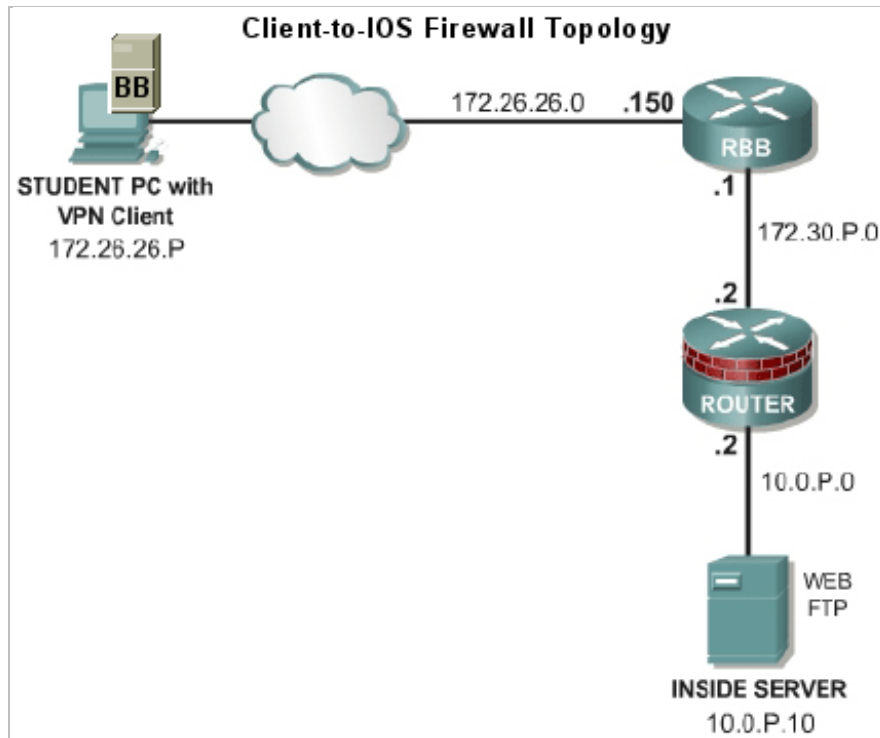 Client-to-IOS Firewall Topology
BB
STUDENT PC with
VPN Client
172.26.26.P
172.26.26.0
.150
RBB
.1
172.30.P.0
.2
ROUTER
.2
10.0.P.0
WEB
FTP
INSIDE SERVER
10.0.P.10